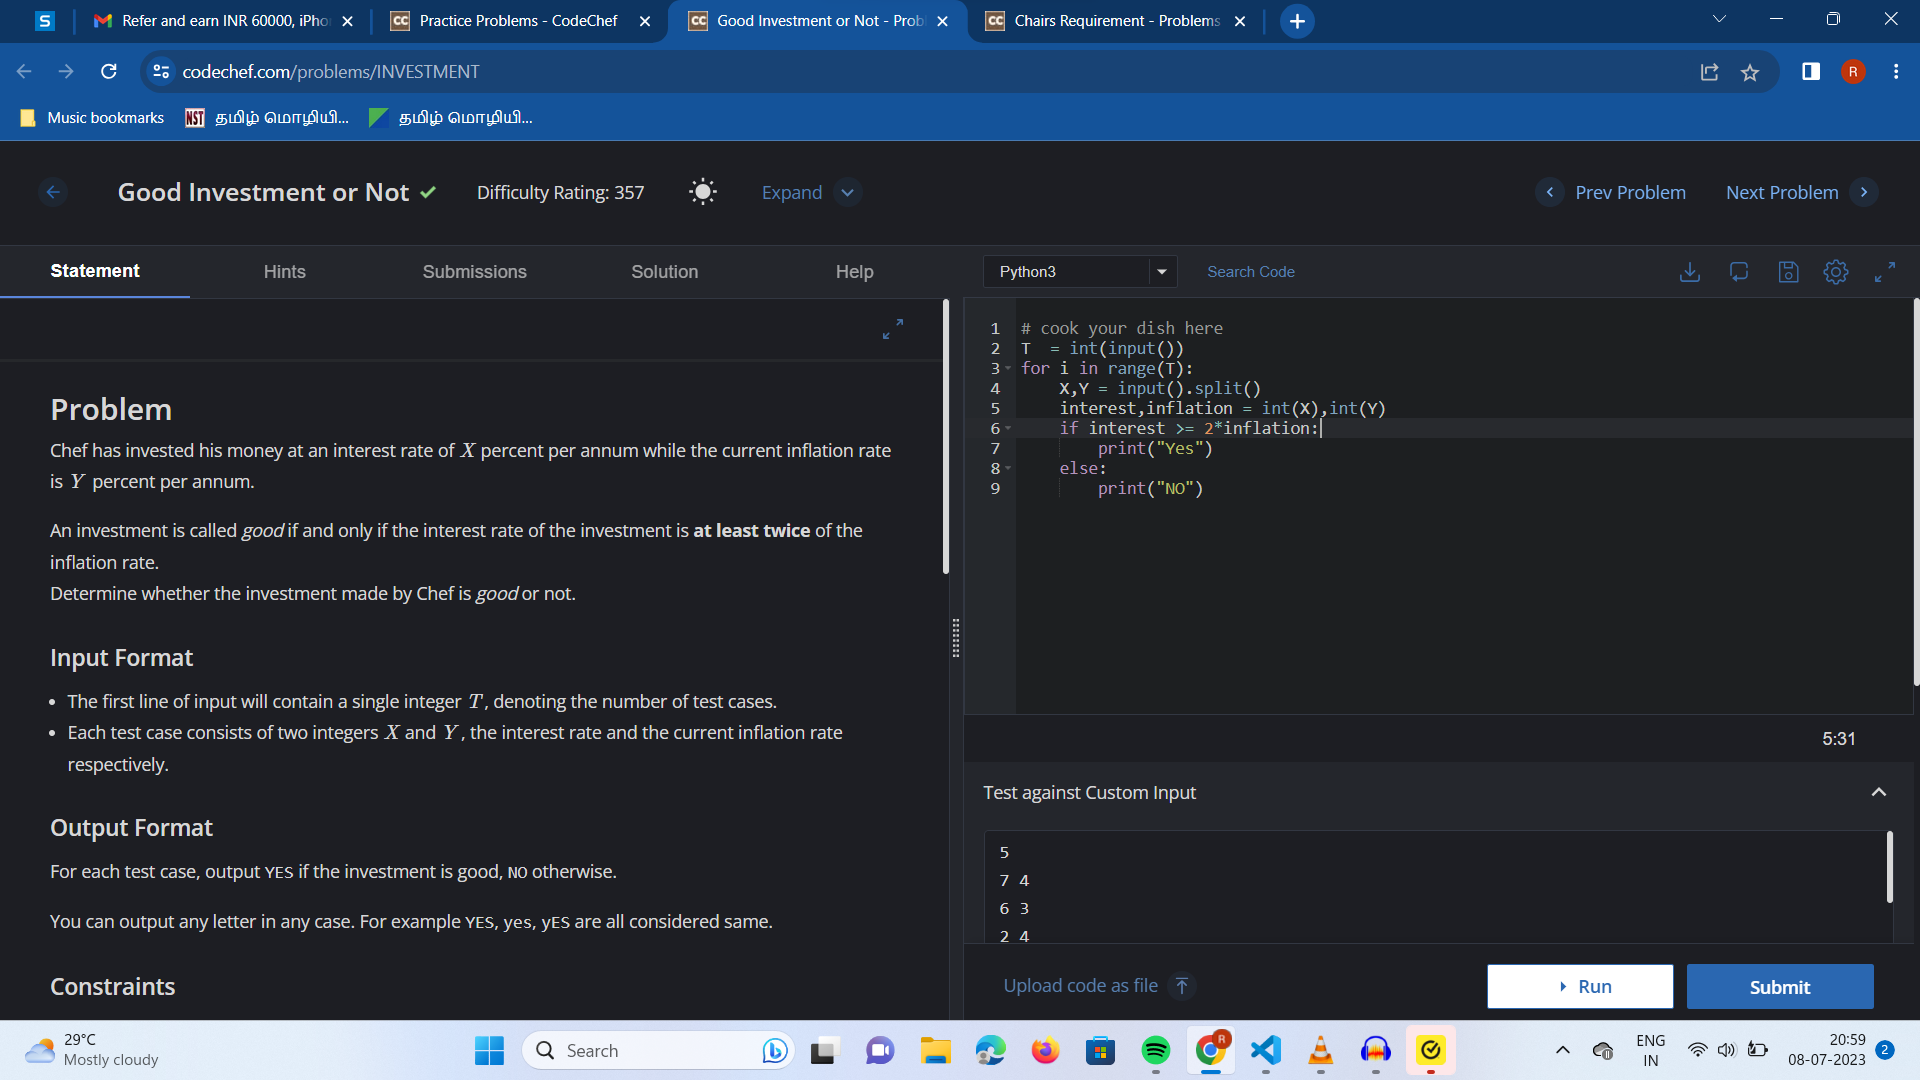 S
Refer and earn INR 60000, iPho
CC Practice Problems - CodeChef
CC Good Investment or Not - Prob
CC Chairs Requirement - Problems
codechef.com/problems/INVESTMENT
R
Music bookmarks
NST தமிழ் மொழியி...
தமிழ் மொழியி...
Good Investment or Not
Difficulty Rating: 357
Expand
Prev Problem
Next Problem
Statement
Hints
Submissions
Solution
Help
Problem
Chef has invested his money at an interest rate of X percent per annum while the current inflation rate
is Y percent per annum.
An investment is called good if and only if the interest rate of the investment is at least twice of the
inflation rate.
Determine whether the investment made by Chef is good or not.
Input Format
• The first line of input will contain a single integer T, denoting the number of test cases.
• Each test case consists of two integers X and Y, the interest rate and the current inflation rate
respectively.
Output Format
For each test case, output YES if the investment is good, NO otherwise.
You can output any letter in any case. For example YES, yes, yES are all considered same.
Constraints
Python3
Search Code
1 # cook your dish here
2 T  = int(input())
3 for i in range(T):
4     X,Y = input().split()
5     interest,inflation = int(X),int(Y)
6     if interest >= 2*inflation:
7         print("Yes")
8     else:
9         print("NO")
5:31
Test against Custom Input
5
7 4
6 3
2 4
Upload code as file
Run
Submit
29°C
Mostly cloudy
Search
R
ENG
IN
20:59
08-07-2023
2